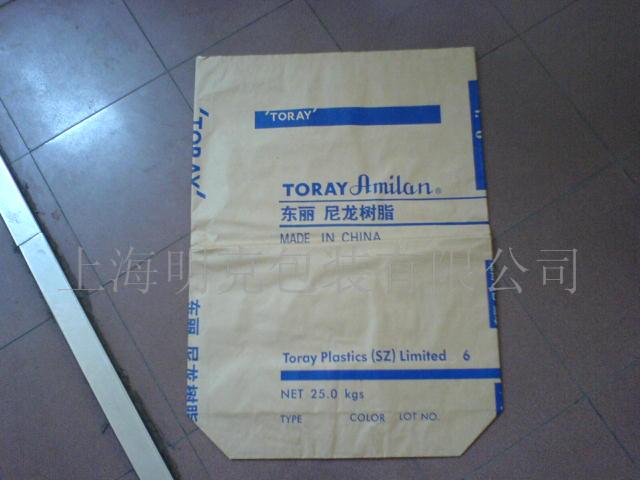 'TORAY'
'TORAY'
TORAY Amilan®
东丽 尼龙树脂
MADE IN CHINA
上海明克包装有限公司
东丽 尼龙树脂
Toray Plastics (SZ) Limited 6
NET 25.0 kgs
TYPE COLOR LOT NO.